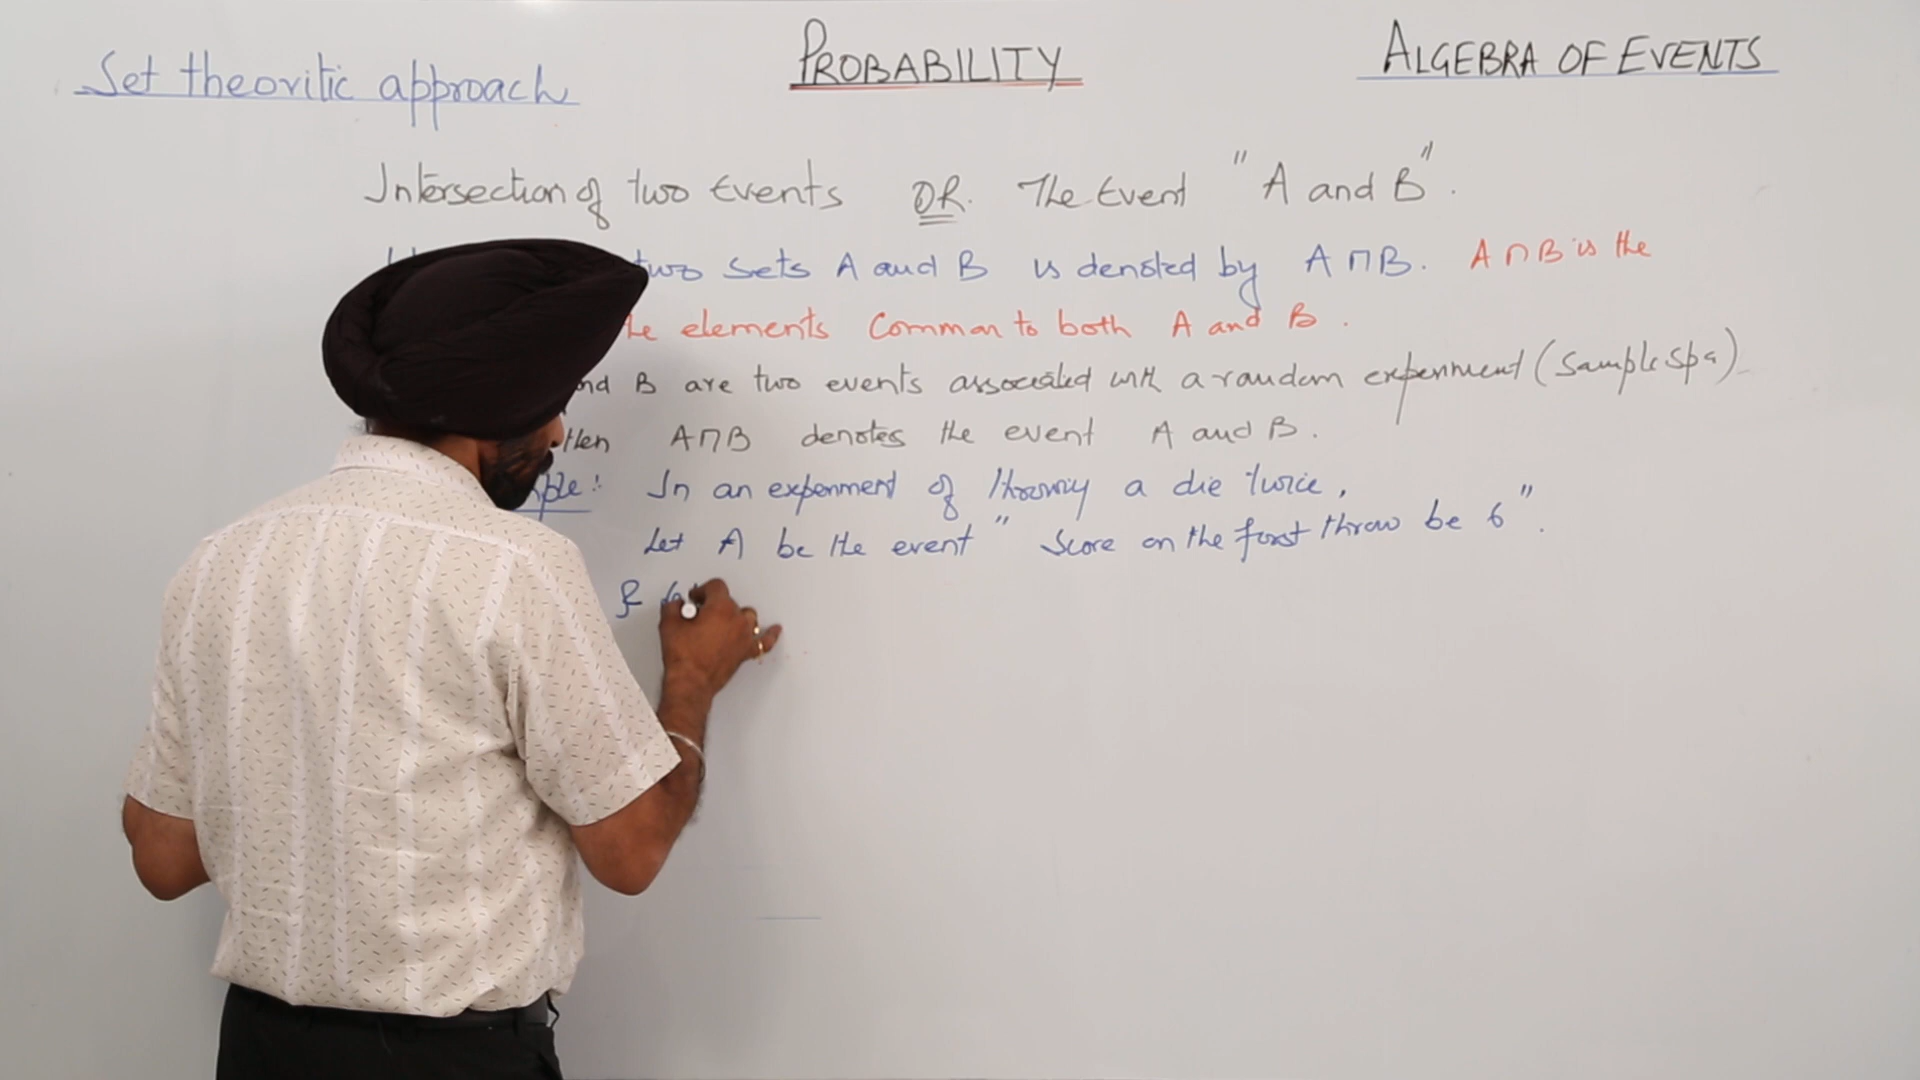 Set theoritic approach
PROBABILITY
ALGEBRA OF EVENTS
Intersection of two Events OR. The Event "A and B".
two sets A and B is denoted by A ∩ B. A ∩ B is the
elements Common to both A and B.
and B are two events associated with a random experiment (Sample Spa)
then A∩B denotes the event A and B.
In an experiment of throwing a die twice,
Let A be the event "Score on the first throw be 6".
&